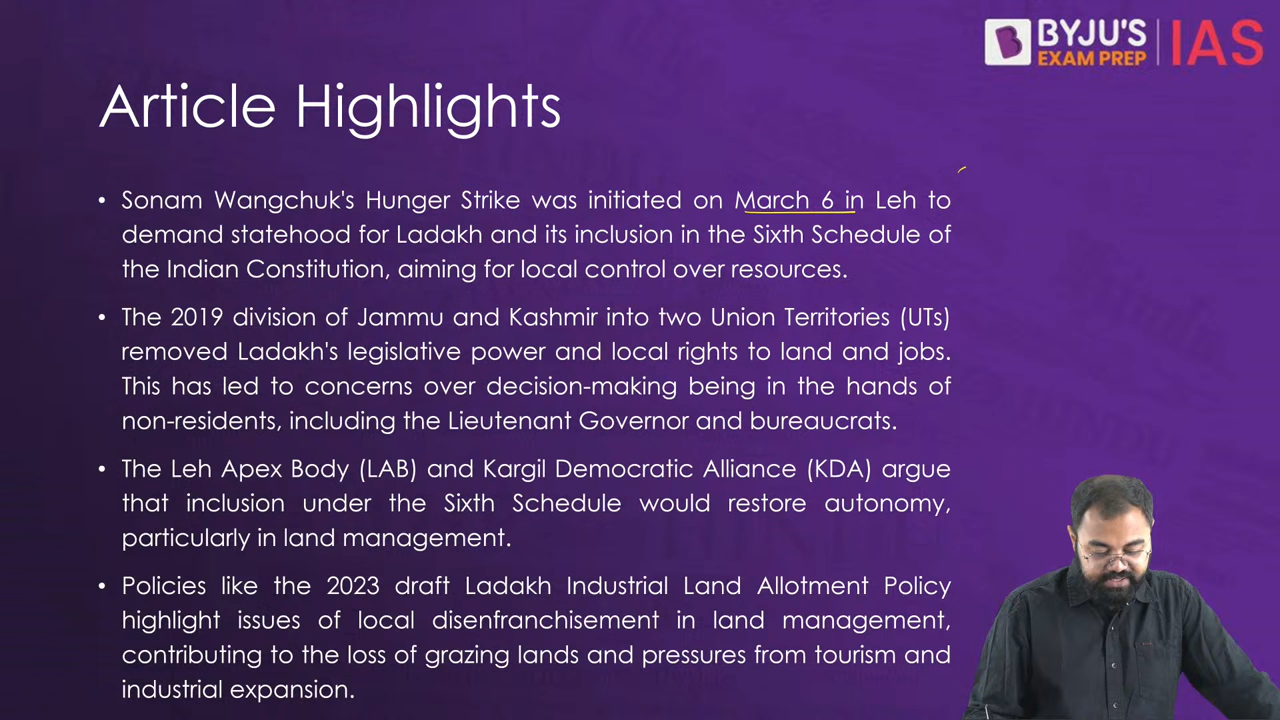 BYJU'S
EXAM PREP
IAS
Article Highlights
• Sonam Wangchuk's Hunger Strike was initiated on March 6 in Leh to
demand statehood for Ladakh and its inclusion in the Sixth Schedule of
the Indian Constitution, aiming for local control over resources.
• The 2019 division of Jammu and Kashmir into two Union Territories (UTs)
removed Ladakh's legislative power and local rights to land and jobs.
This has led to concerns over decision-making being in the hands of
non-residents, including the Lieutenant Governor and bureaucrats.
• The Leh Apex Body (LAB) and Kargil Democratic Alliance (KDA) argue
that inclusion under the Sixth Schedule would restore autonomy,
particularly in land management.
• Policies like the 2023 draft Ladakh Industrial Land Allotment Policy
highlight issues of local disenfranchisement in land management,
contributing to the loss of grazing lands and pressures from tourism and
industrial expansion.